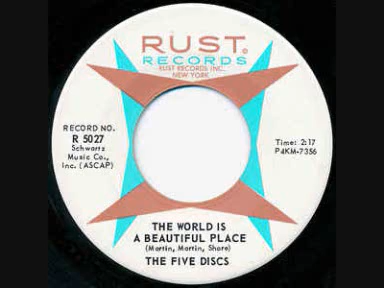 RUST®
RECORDS
RUST RECORDS INC.
NEW YORK
RECORD NO.
R 5027
Schwartz
Music Co.,
Inc. (ASCAP)
Time: 2:17
P4KM-7356
THE WORLD IS
A BEAUTIFUL PLACE
(Martin, Martin, Shore)
THE FIVE DISCS